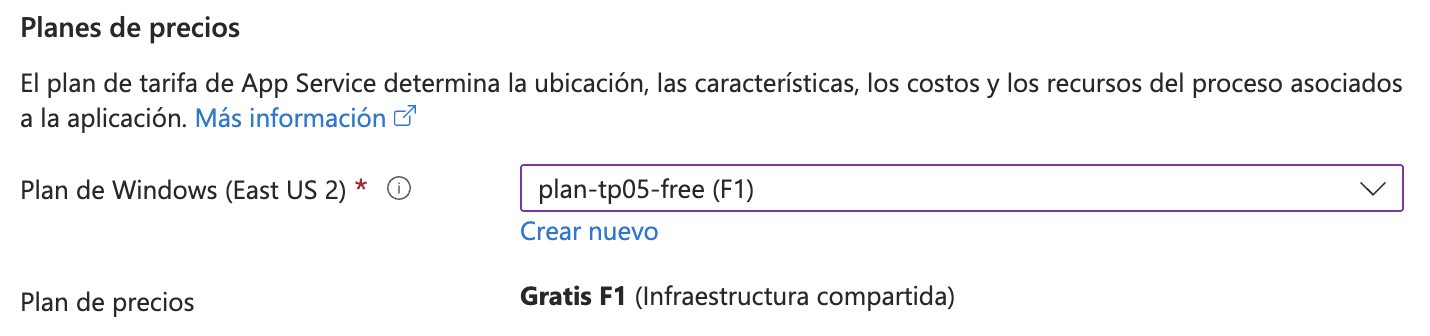 Planes de precios
El plan de tarifa de App Service determina la ubicación, las características, los costos y los recursos del proceso asociados
a la aplicación. Más información
Plan de Windows (East US 2) *
plan-tp05-free (F1)
Crear nuevo
Plan de precios
Gratis F1 (Infraestructura compartida)